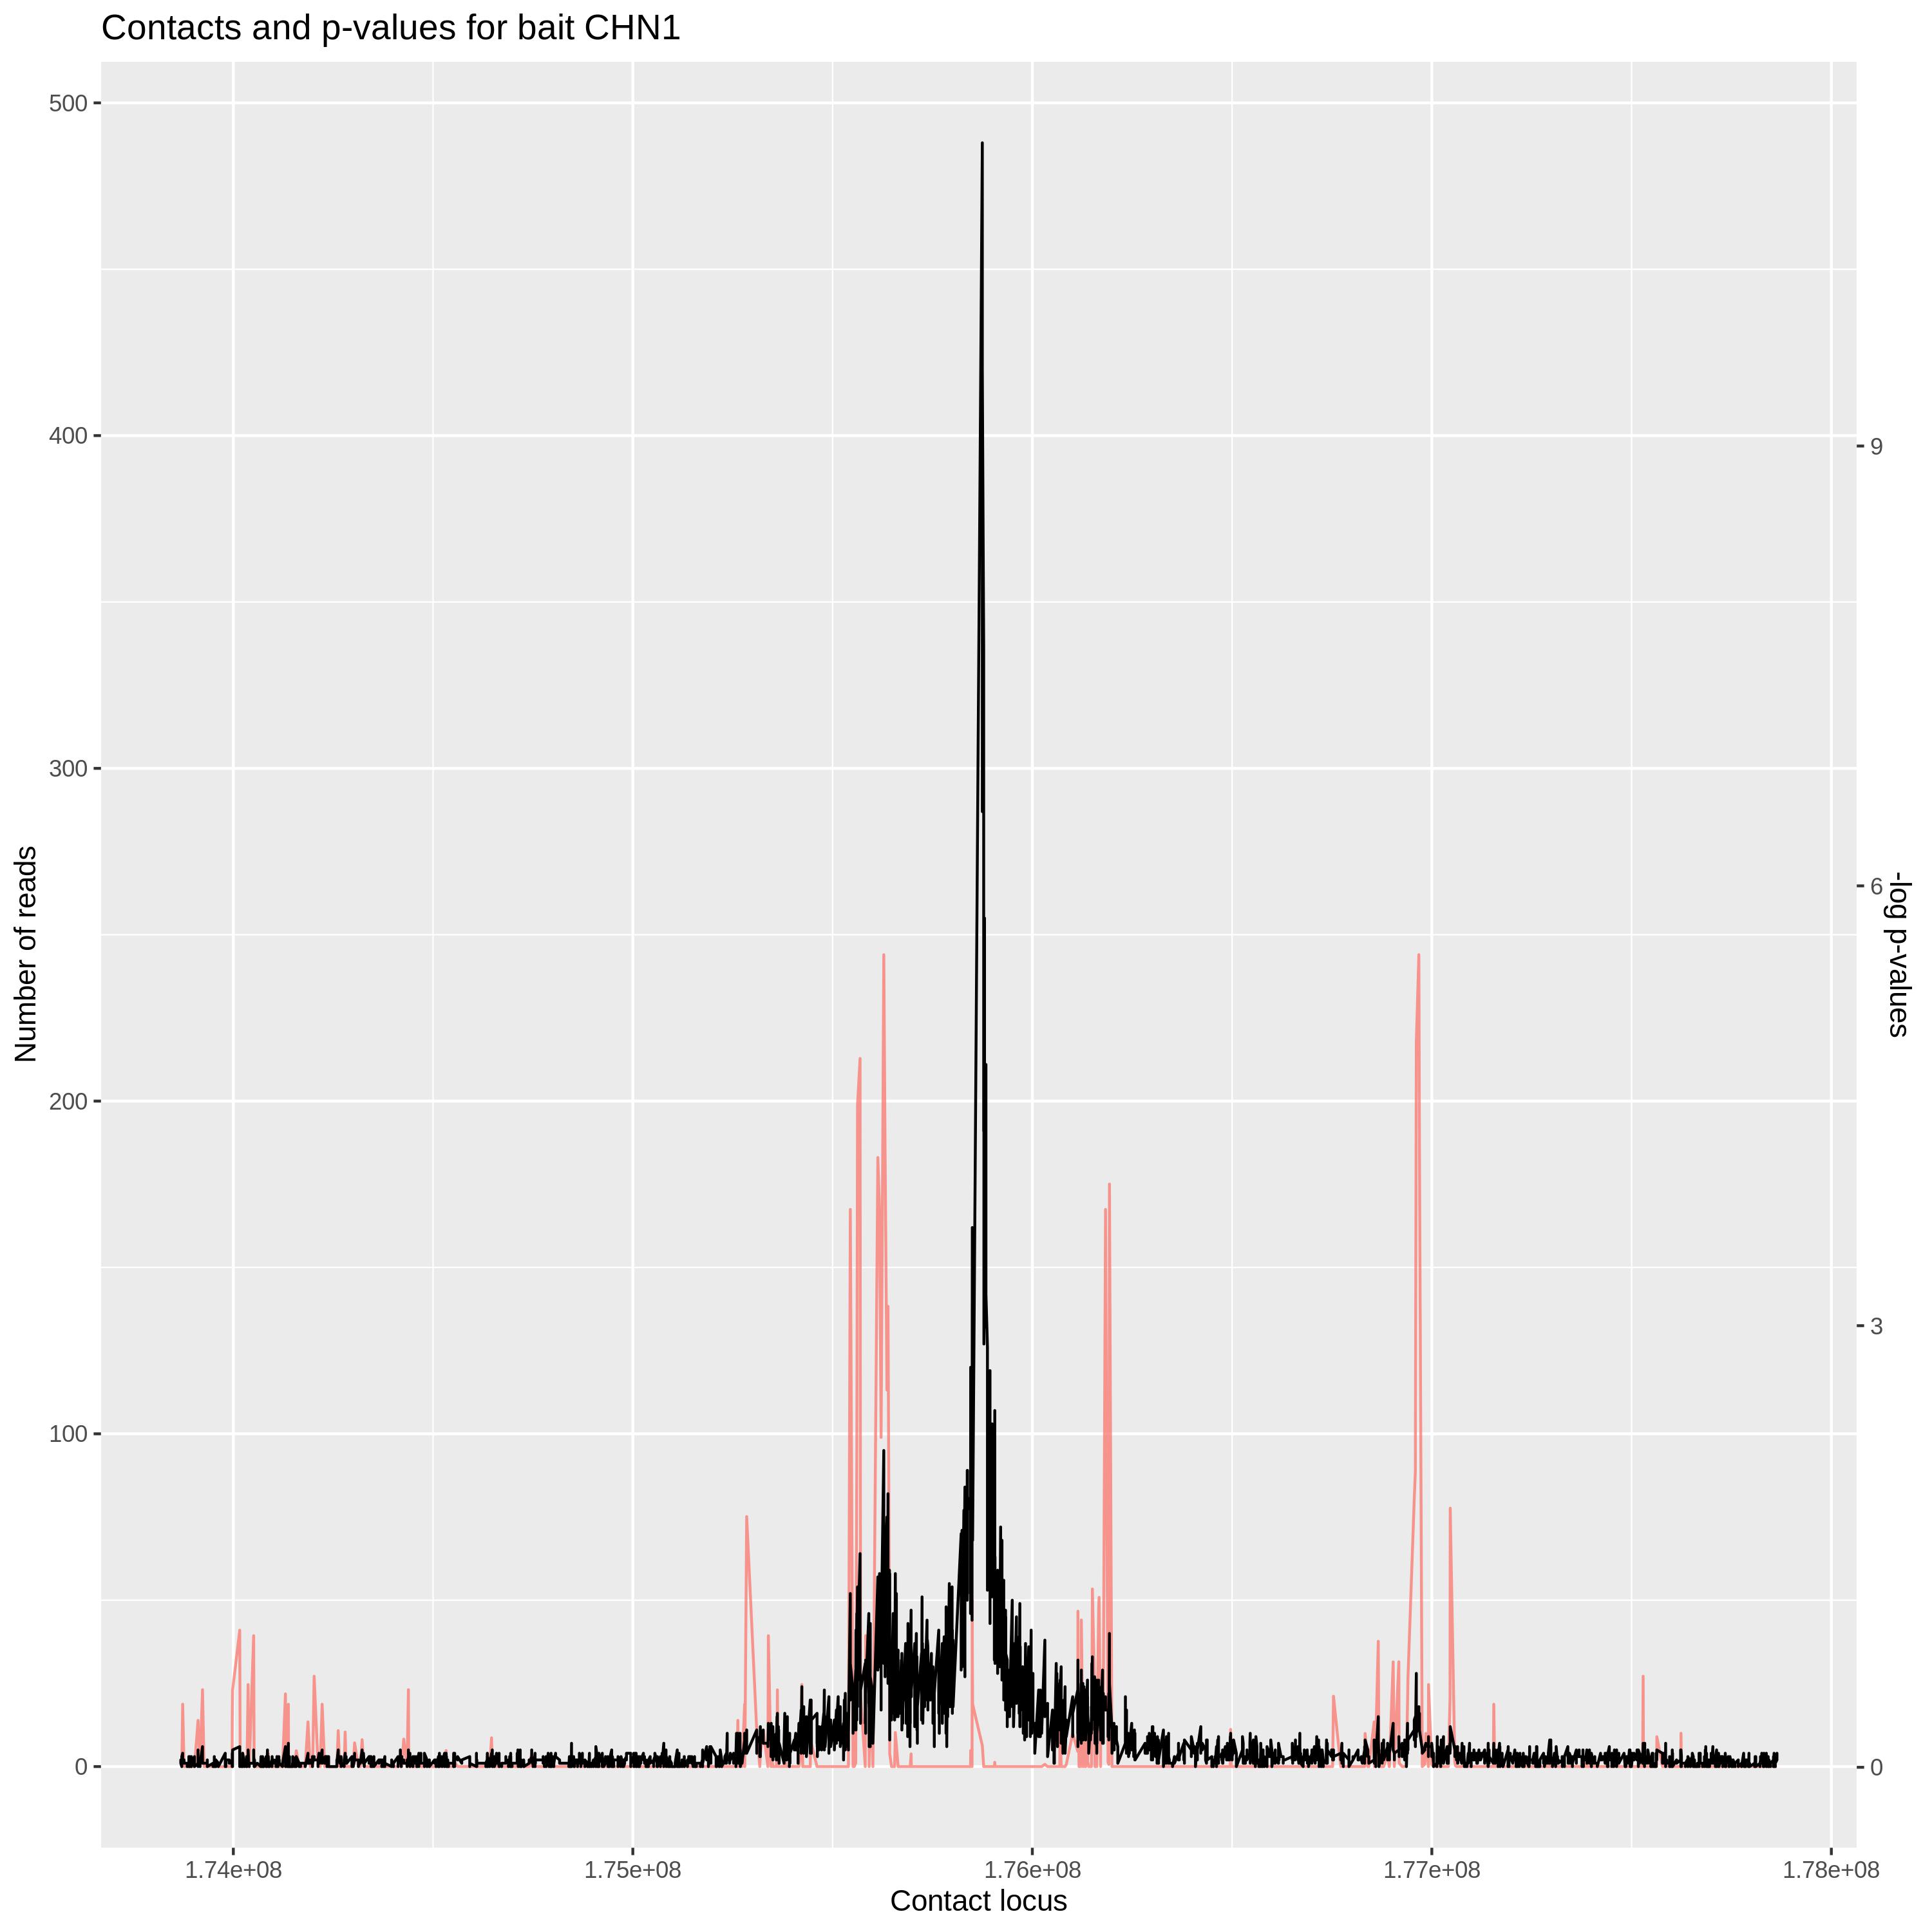 Contacts and p-values for bait CHN1
500
400
300
200
100
0
Number of reads
9
6
3
0
-log p-values
1.74e+08
1.75e+08
1.76e+08
1.77e+08
1.78e+08
Contact locus